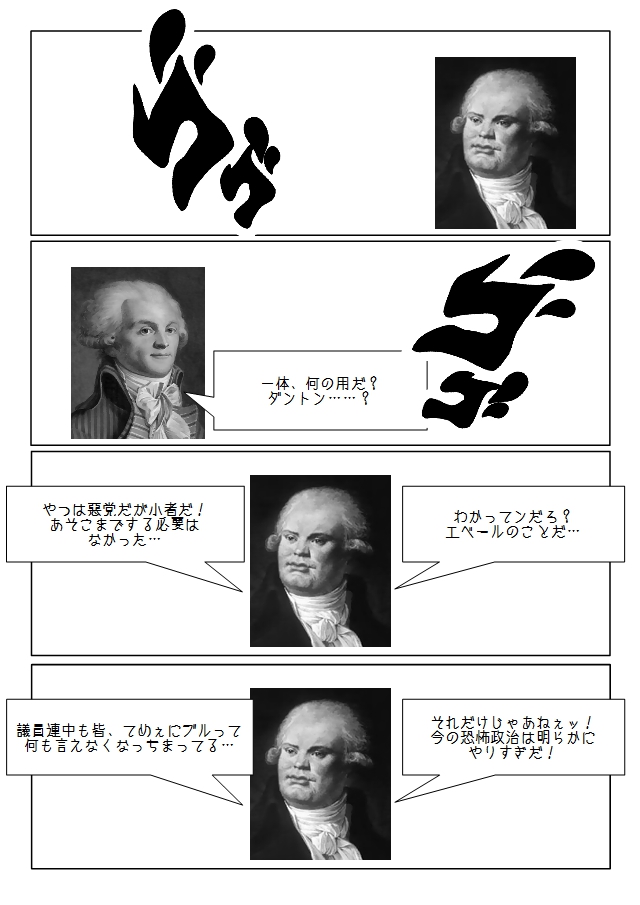 ゴゴ
ゴゴ
一体、何の用だ？
ダントン……？
わかってンだろ？
エベールのことだ…
やつは悪党だが小者だ！
あそこまでする必要は
なかった…
それだけじゃあねぇッ！
今の恐怖政治は明らかに
やりすぎだ！
議員連中も皆、てめぇにブルって
何も言えなくなっちまってる…